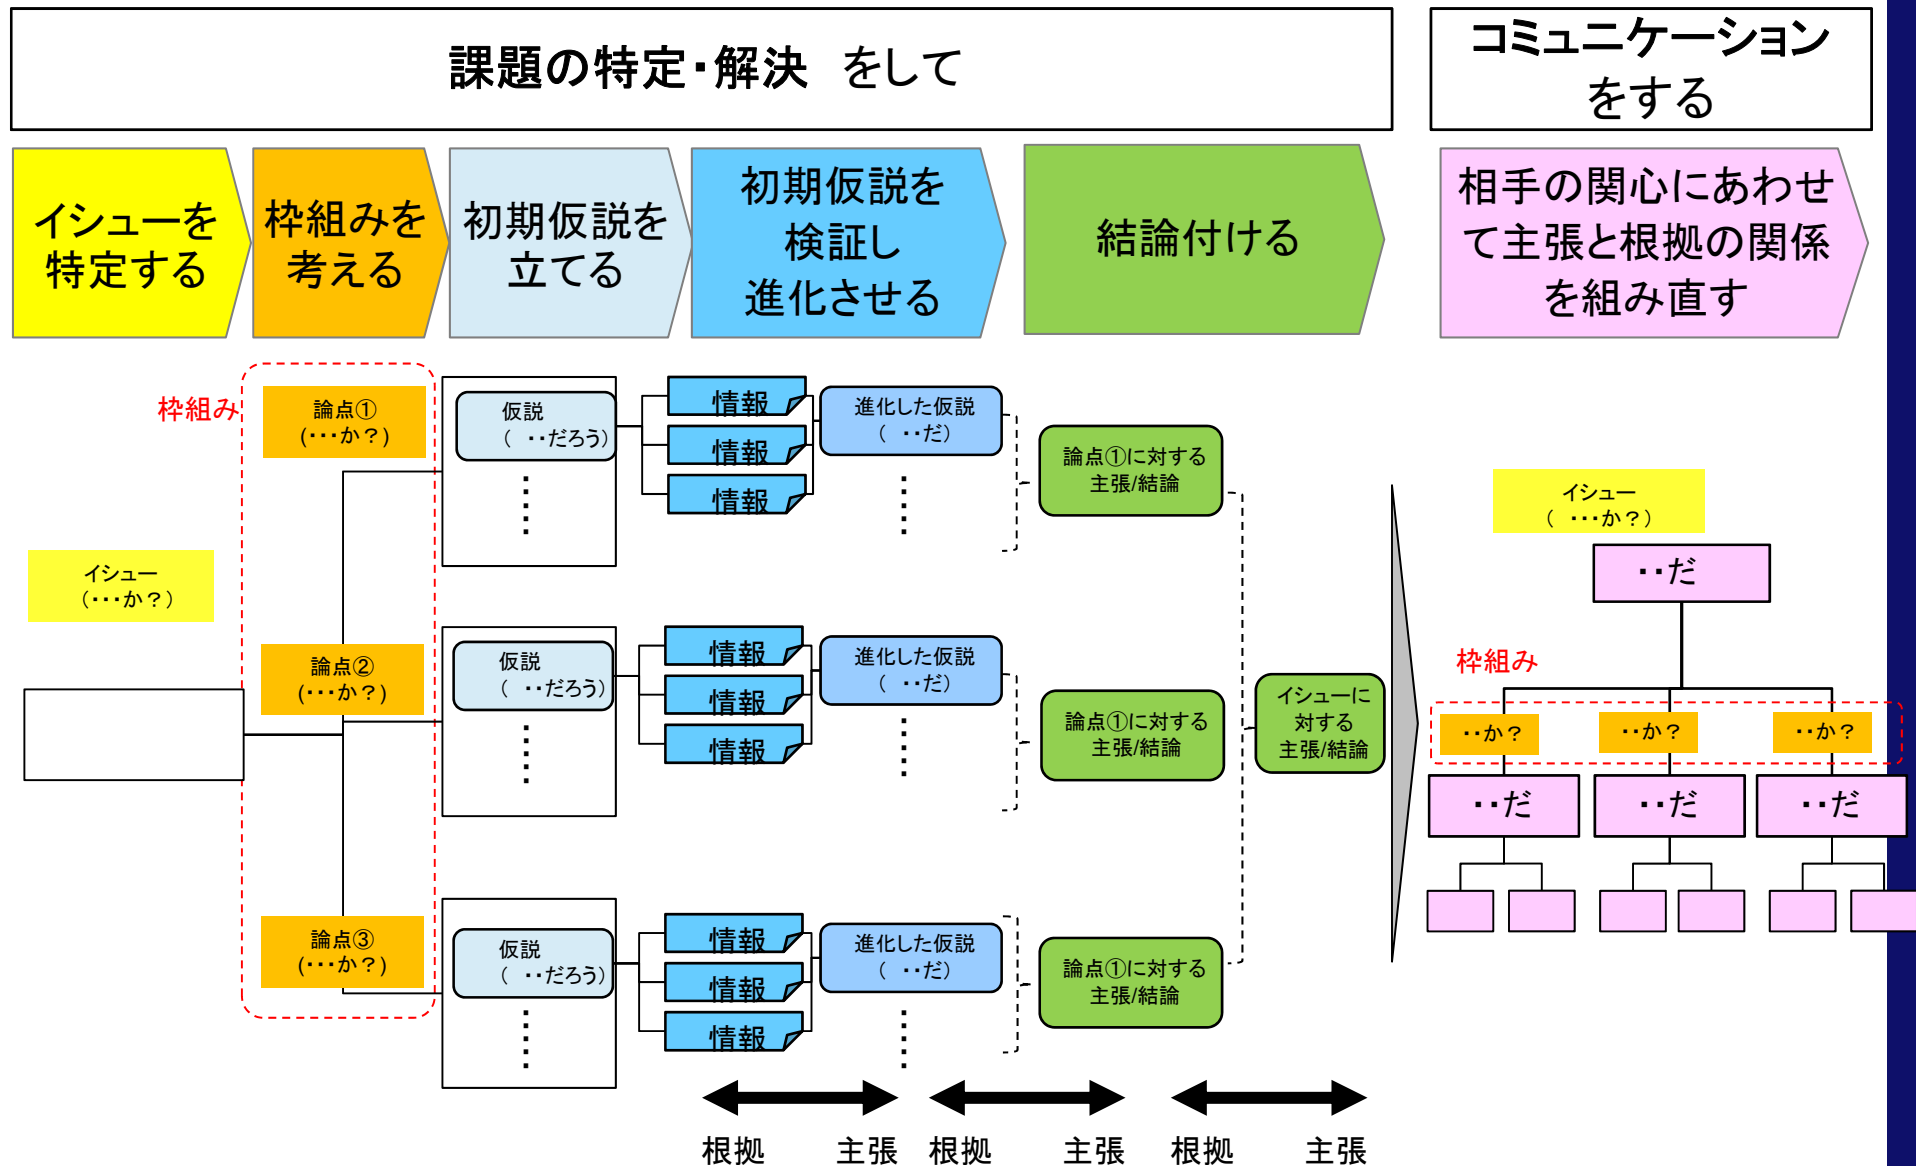 課題の特定・解決 をして
コミュニケーション
をする
イシューを
特定する
枠組みを
考える
初期仮説を
立てる
初期仮説を
検証し
進化させる
結論付ける
相手の関心にあわせ
て主張と根拠の関係
を組み直す
枠組み
イシュー
(・・・か？)
論点①
(・・・か？)
仮説
( ・・だろう)
情報
情報
情報
進化した仮説
( ・・だ)
論点①に対する
主張/結論
論点②
(・・・か？)
仮説
( ・・だろう)
情報
情報
情報
進化した仮説
( ・・だ)
論点①に対する
主張/結論
論点③
(・・・か？)
仮説
( ・・だろう)
情報
情報
情報
進化した仮説
( ・・だ)
論点①に対する
主張/結論
イシューに
対する
主張/結論
イシュー
( ・・・か？)
・・だ
枠組み
・・か？
・・か？
・・か？
・・だ
・・だ
・・だ
根拠 主張 根拠 主張 根拠 主張